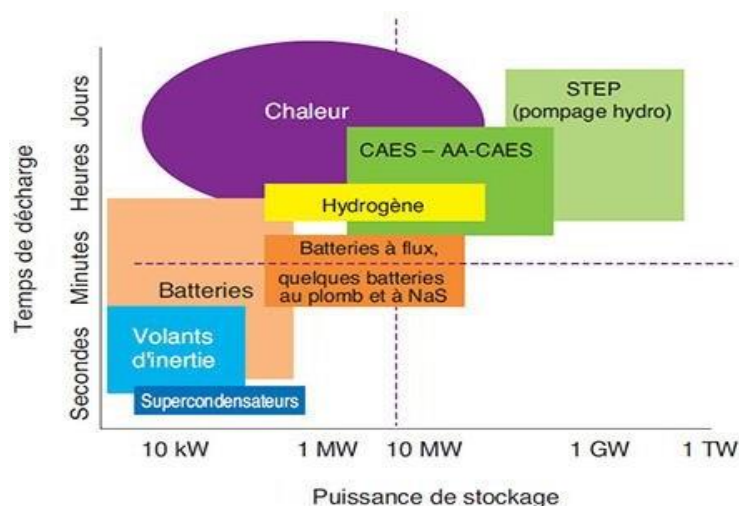 Temps de décharge
Jours
Heures
Minutes
Secondes
Chaleur
STEP
(pompage hydro)
CAES – AA-CAES
Hydrogène
Batteries à flux,
quelques batteries
au plomb et à NaS
Batteries
Volants
d'inertie
Supercondensateurs
10 kW
1 MW
10 MW
1 GW
1 TW
Puissance de stockage